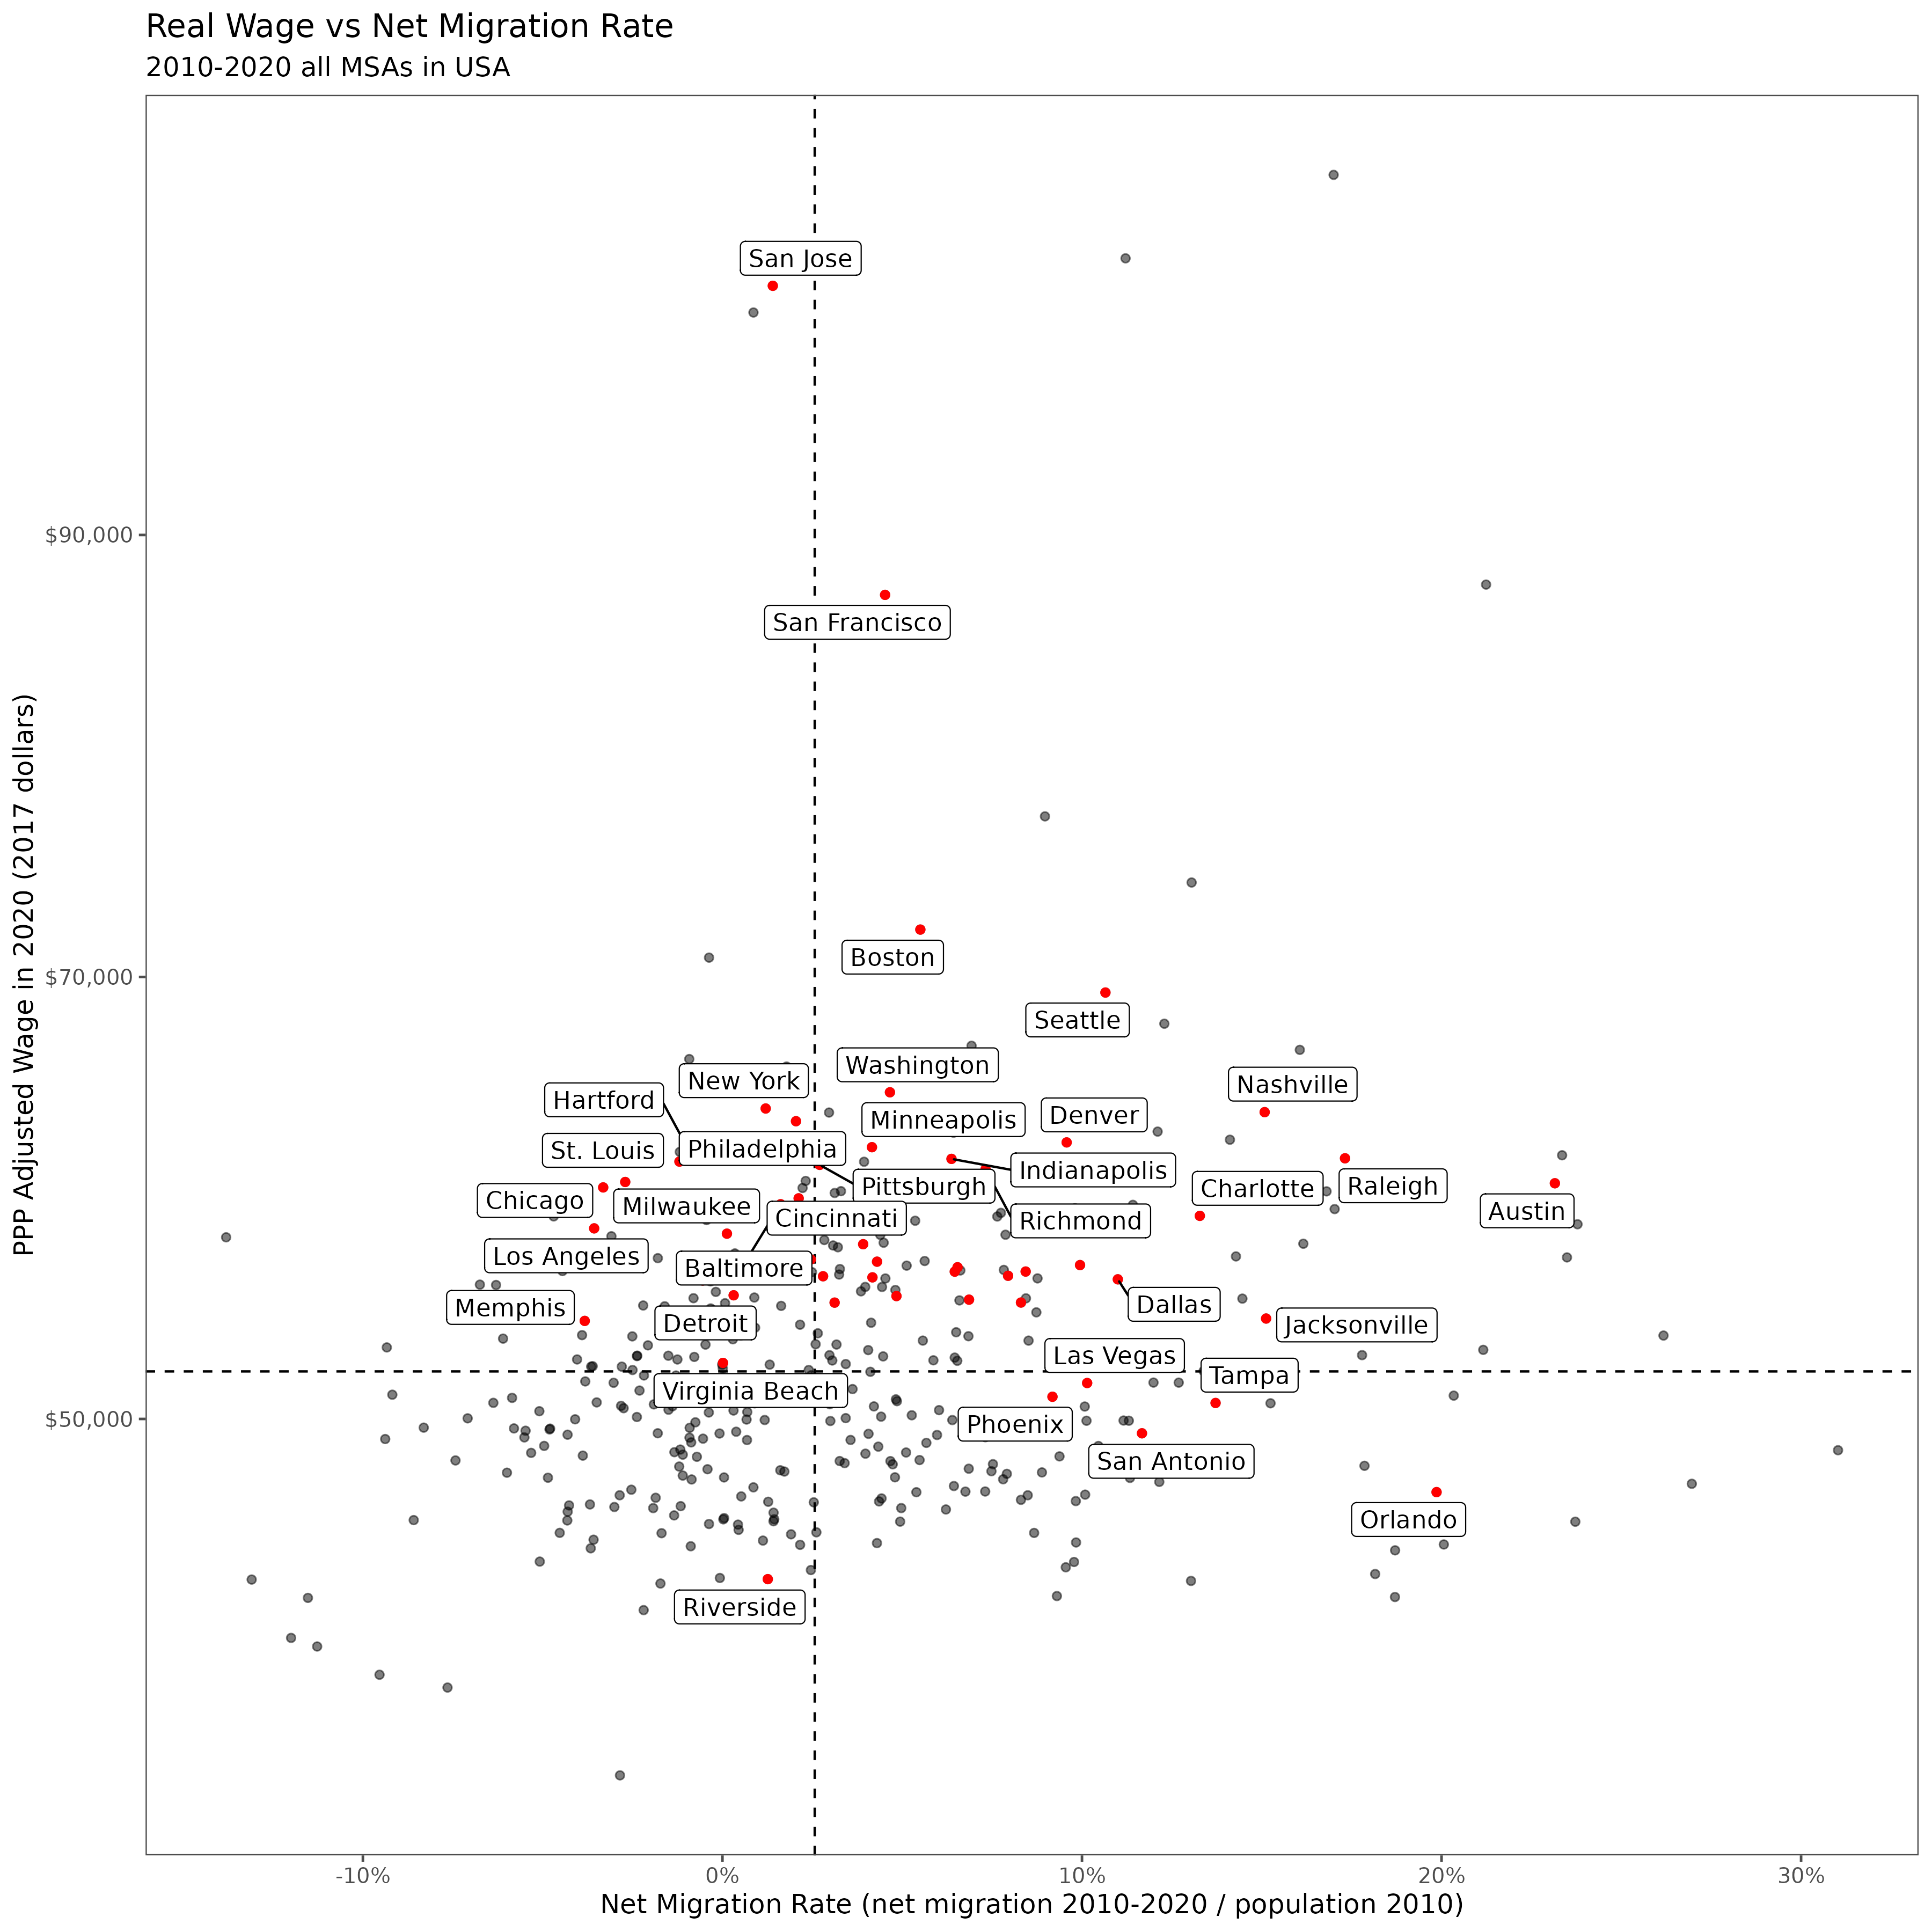 Real Wage vs Net Migration Rate
2010-2020 all MSAs in USA
PPP Adjusted Wage in 2020 (2017 dollars)
$90,000
$70,000
$50,000
San Jose
San Francisco
Boston
Seattle
Washington
New York
Nashville
Hartford
Minneapolis
Denver
St. Louis
Philadelphia
Indianapolis
Pittsburgh
Charlotte
Raleigh
Chicago
Milwaukee
Cincinnati
Richmond
Austin
Los Angeles
Baltimore
Memphis
Dallas
Detroit
Jacksonville
Las Vegas
Tampa
Virginia Beach
Phoenix
San Antonio
Orlando
Riverside
-10%
0%
10%
20%
30%
Net Migration Rate (net migration 2010-2020 / population 2010)